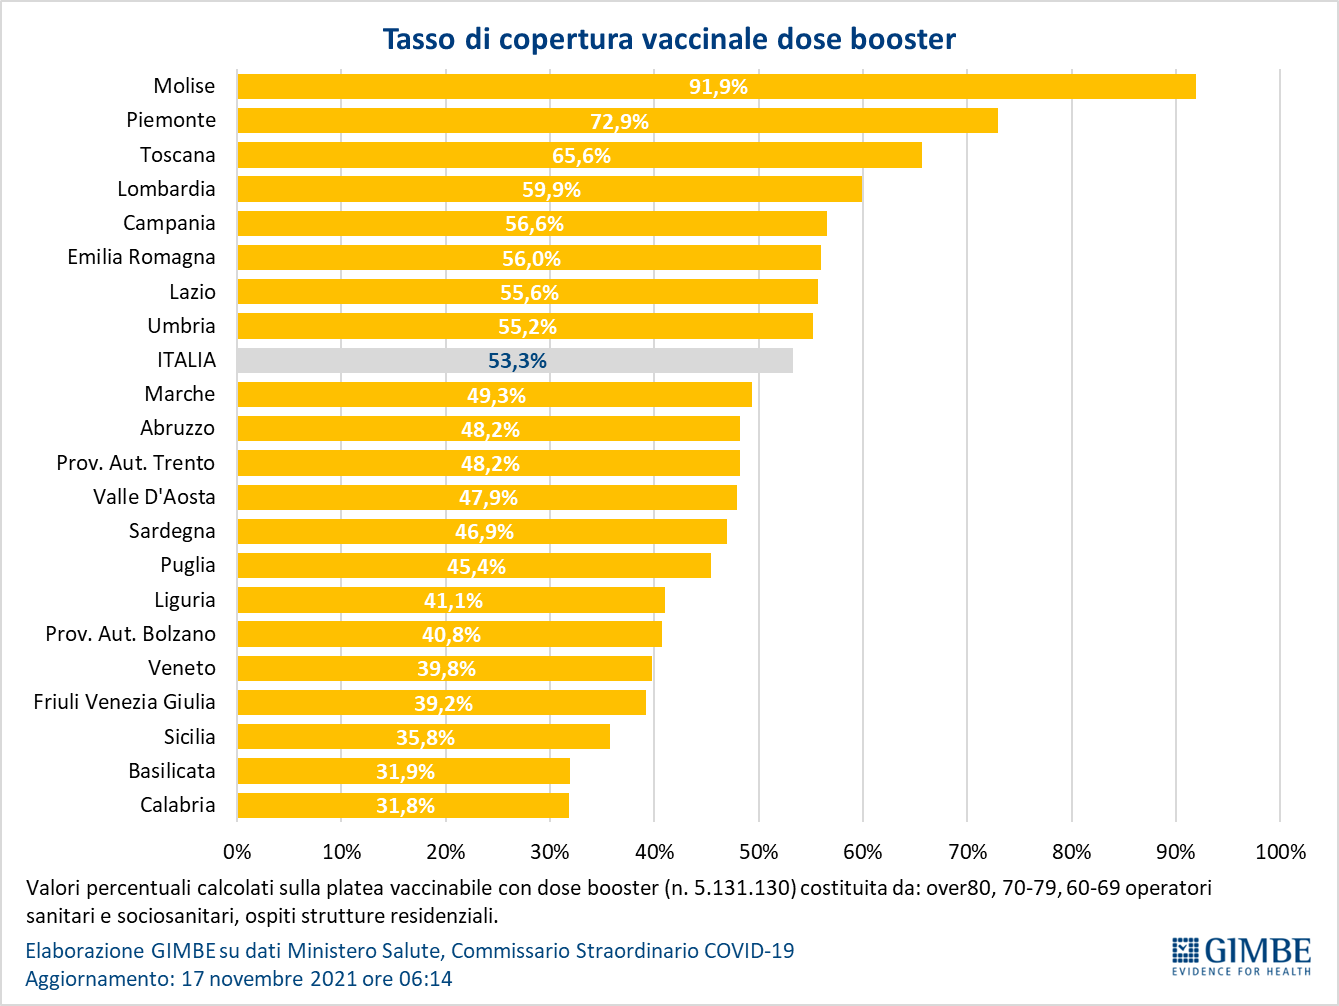 Tasso di copertura vaccinale dose booster
Molise 91,9%
Piemonte 72,9%
Toscana 65,6%
Lombardia 59,9%
Campania 56,6%
Emilia Romagna 56,0%
Lazio 55,6%
Umbria 55,2%
ITALIA 53,3%
Marche 49,3%
Abruzzo 48,2%
Prov. Aut. Trento 48,2%
Valle D'Aosta 47,9%
Sardegna 46,9%
Puglia 45,4%
Liguria 41,1%
Prov. Aut. Bolzano 40,8%
Veneto 39,8%
Friuli Venezia Giulia 39,2%
Sicilia 35,8%
Basilicata 31,9%
Calabria 31,8%
0% 10% 20% 30% 40% 50% 60% 70% 80% 90% 100%
Valori percentuali calcolati sulla platea vaccinabile con dose booster (n. 5.131.130) costituita da: over80, 70-79, 60-69 operatori
sanitari e sociosanitari, ospiti strutture residenziali.
Elaborazione GIMBE su dati Ministero Salute, Commissario Straordinario COVID-19
Aggiornamento: 17 novembre 2021 ore 06:14
GIMBE
EVIDENCE FOR HEALTH